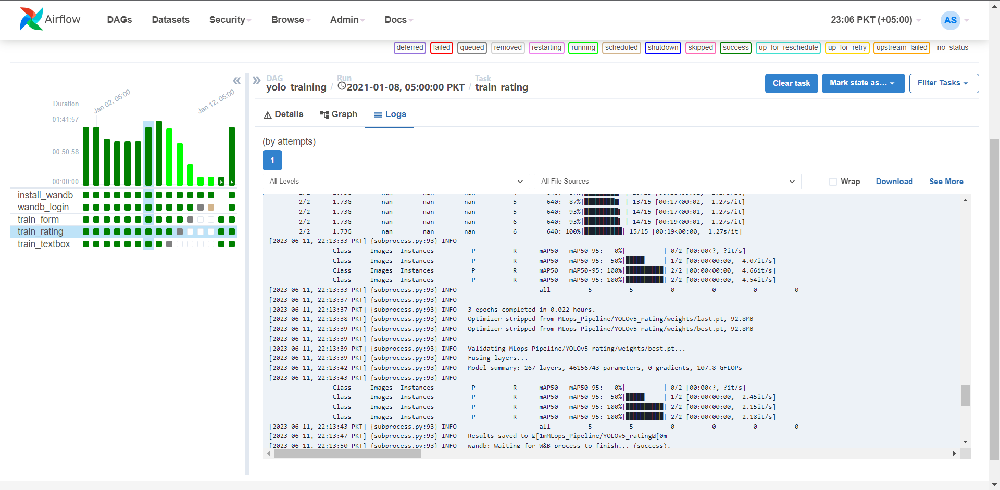 Airflow
DAGs Datasets Security Browse Admin Docs 23:06 PKT (+05:00) AS
deferred failed queued removed restarting running scheduled shutdown skipped success up_for_reschedule up_for_retry upstream_failed no_status
DAG Run Task
yolo_training / 2021-01-08, 05:00:00 PKT / train_rating
Clear task Mark state as... Filter Tasks
Jan 02, 05:00 Jan 12, 05:00
Duration
01:41:57
00:50:58
00:00:00
install_wandb
wandb_login
train_form
train_rating
train_textbox
Details Graph Logs
(by attempts)
1
All Levels All File Sources Wrap Download See More
2/2 1.73G nan nan nan 5 640: 87%| | 13/15 [00:17<00:02, 1.27s/it]
2/2 1.73G nan nan nan 5 640: 93%| | 14/15 [00:17<00:01, 1.27s/it]
2/2 1.73G nan nan nan 6 640: 93%| | 14/15 [00:19<00:01, 1.27s/it]
2/2 1.73G nan nan nan 6 640: 100%| | 15/15 [00:19<00:00, 1.27s/it]
[2023-06-11, 22:13:33 PKT] {subprocess.py:93} INFO -
Class Images Instances P R mAP50 mAP50-95: 0%| | 0/2 [00:00<?, ?it/s]
Class Images Instances P R mAP50 mAP50-95: 50%| | 1/2 [00:00<00:00, 4.07it/s]
Class Images Instances P R mAP50 mAP50-95: 100%| | 2/2 [00:00<00:00, 4.66it/s]
Class Images Instances P R mAP50 mAP50-95: 100%| | 2/2 [00:00<00:00, 4.54it/s]
[2023-06-11, 22:13:33 PKT] {subprocess.py:93} INFO - all 5 5 0 0 0 0
[2023-06-11, 22:13:37 PKT] {subprocess.py:93} INFO -
[2023-06-11, 22:13:37 PKT] {subprocess.py:93} INFO - 3 epochs completed in 0.022 hours.
[2023-06-11, 22:13:38 PKT] {subprocess.py:93} INFO - Optimizer stripped from MLops_Pipeline/YOLOv5_rating/weights/last.pt, 92.8MB
[2023-06-11, 22:13:39 PKT] {subprocess.py:93} INFO - Optimizer stripped from MLops_Pipeline/YOLOv5_rating/weights/best.pt, 92.8MB
[2023-06-11, 22:13:39 PKT] {subprocess.py:93} INFO -
[2023-06-11, 22:13:39 PKT] {subprocess.py:93} INFO - Validating MLops_Pipeline/YOLOv5_rating/weights/best.pt...
[2023-06-11, 22:13:39 PKT] {subprocess.py:93} INFO - Fusing layers...
[2023-06-11, 22:13:42 PKT] {subprocess.py:93} INFO - Model summary: 267 layers, 46156743 parameters, 0 gradients, 107.8 GFLOPs
[2023-06-11, 22:13:43 PKT] {subprocess.py:93} INFO -
Class Images Instances P R mAP50 mAP50-95: 0%| | 0/2 [00:00<?, ?it/s]
Class Images Instances P R mAP50 mAP50-95: 50%| | 1/2 [00:00<00:00, 2.45it/s]
Class Images Instances P R mAP50 mAP50-95: 100%| | 2/2 [00:00<00:00, 2.15it/s]
Class Images Instances P R mAP50 mAP50-95: 100%| | 2/2 [00:00<00:00, 2.18it/s]
[2023-06-11, 22:13:43 PKT] {subprocess.py:93} INFO - all 5 5 0 0 0 0
[2023-06-11, 22:13:47 PKT] {subprocess.py:93} INFO - Results saved to [1mMLops_Pipeline/YOLOv5_rating[0m
[2023-06-11, 22:13:50 PKT] {subprocess.py:93} INFO - wandb: Waiting for W&B process to finish... (success).